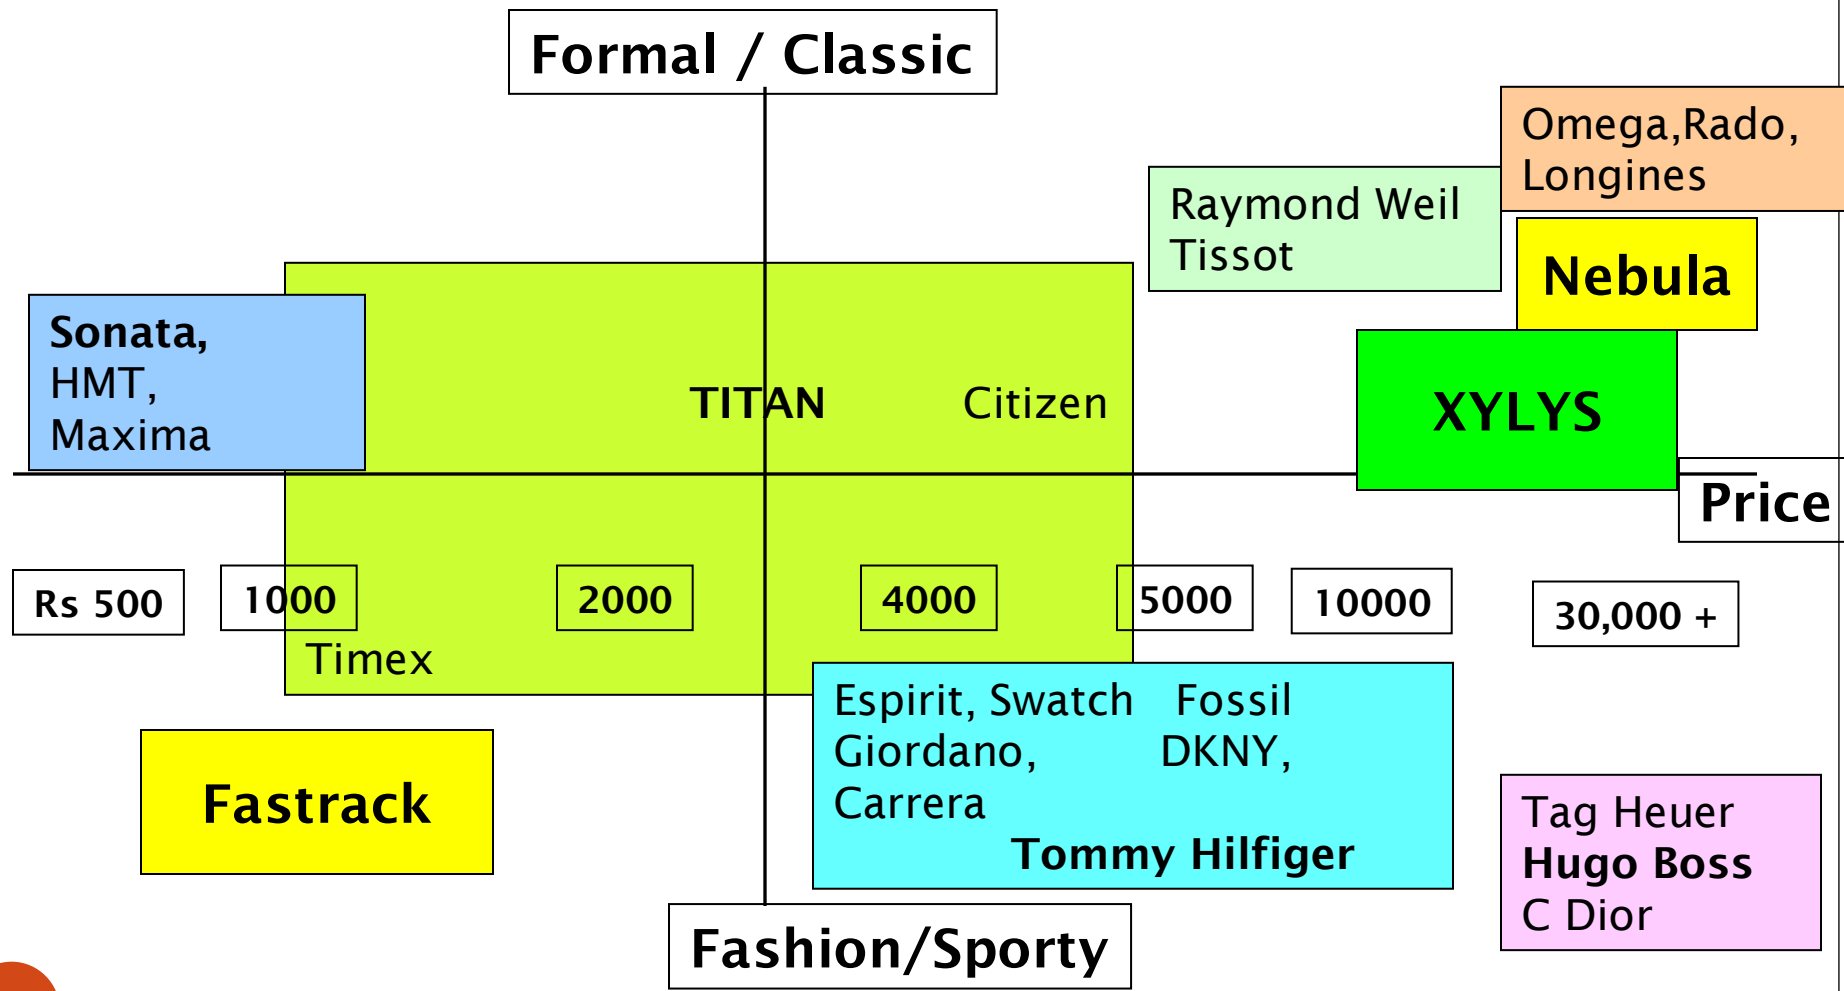 Formal / Classic
Omega,Rado,
Longines
Raymond Weil
Tissot
Nebula
Sonata,
HMT,
Maxima
TITAN
Citizen
XYLYS
Price
Rs 500
1000
2000
4000
5000
10000
30,000 +
Timex
Espirit, Swatch Fossil
Giordano, DKNY,
Carrera
Tommy Hilfiger
Fastrack
Tag Heuer
Hugo Boss
C Dior
Fashion/Sporty